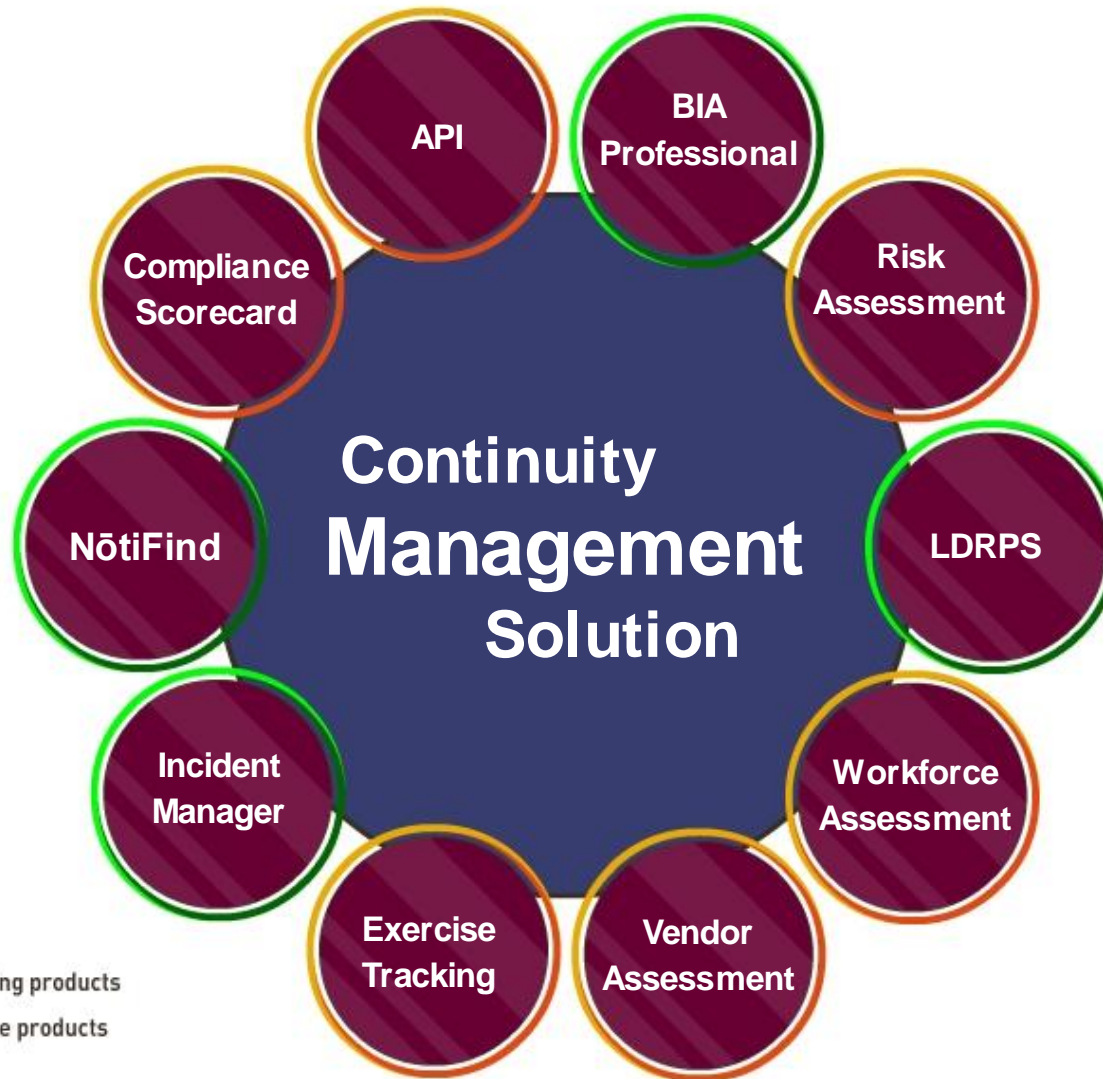 API
BIA
Professional
Compliance
Scorecard
Risk
Assessment
Continuity
Management
Solution
NōtiFind
LDRPS
Incident
Manager
Workforce
Assessment
Exercise
Tracking
Vendor
Assessment
products
products